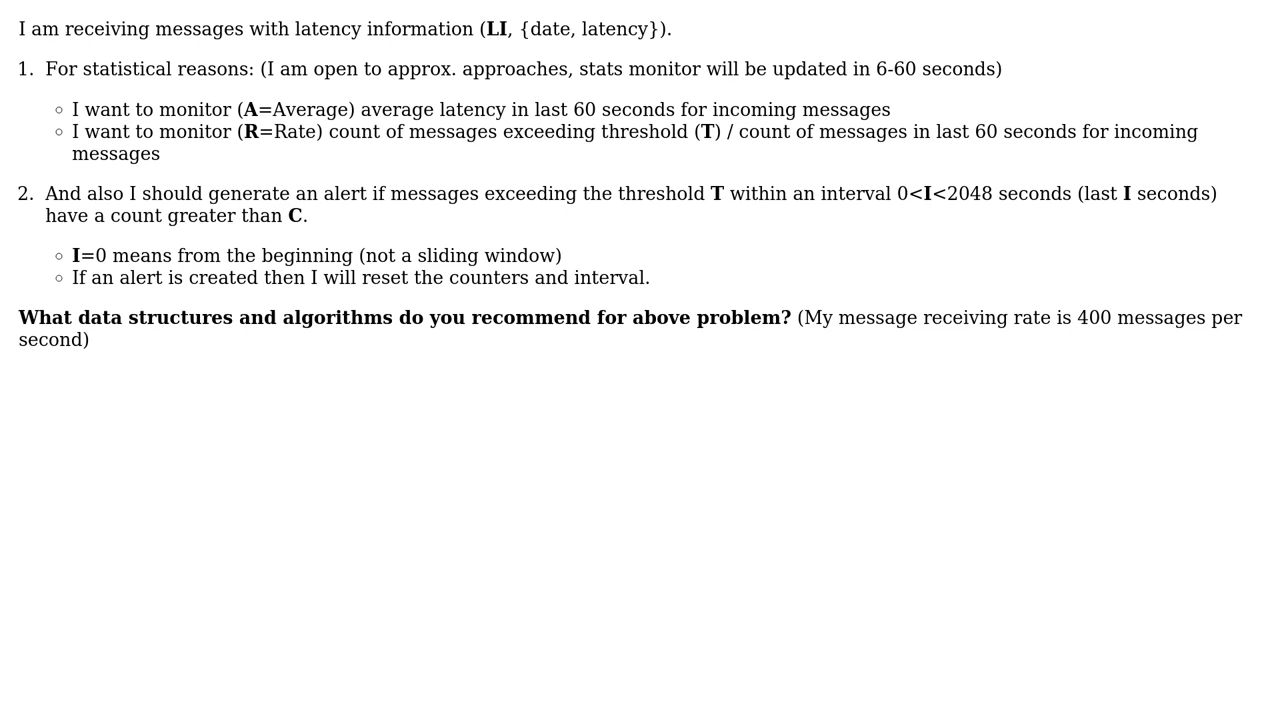 I am receiving messages with latency information (LI, {date, latency}).
1. For statistical reasons: (I am open to approx. approaches, stats monitor will be updated in 6-60 seconds)
◦ I want to monitor (A=Average) average latency in last 60 seconds for incoming messages
◦ I want to monitor (R=Rate) count of messages exceeding threshold (T) / count of messages in last 60 seconds for incoming
messages
2. And also I should generate an alert if messages exceeding the threshold T within an interval 0<I<2048 seconds (last I seconds)
have a count greater than C.
◦ I=0 means from the beginning (not a sliding window)
◦ If an alert is created then I will reset the counters and interval.
What data structures and algorithms do you recommend for above problem? (My message receiving rate is 400 messages per
second)